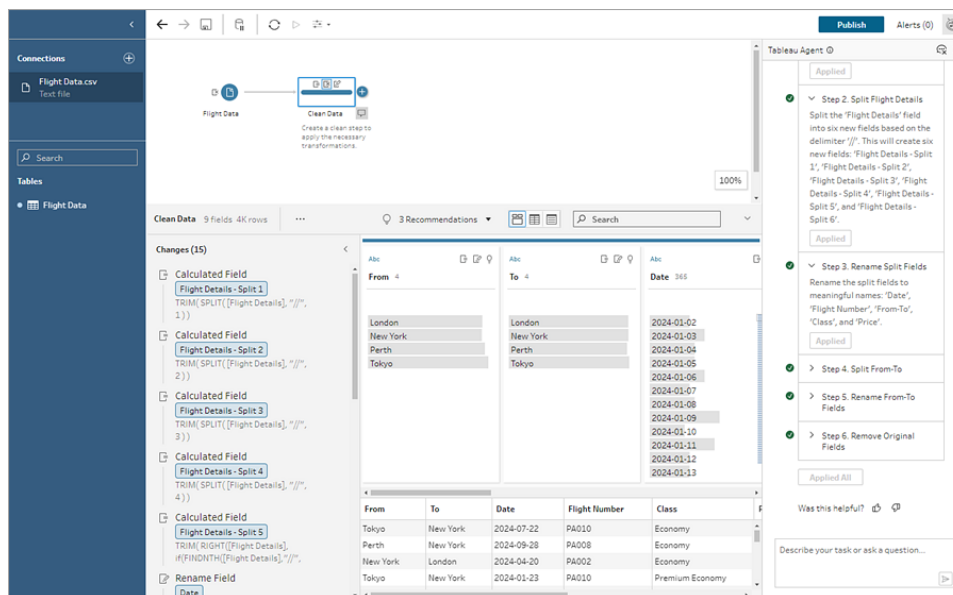 Publish
Alerts (0)
Connections
Flight Data.csv
Text file
Search
Tables
Flight Data
Flight Data
Clean Data
Create a clean step to
apply the necessary
transformations.
100%
Clean Data 9 fields 4K rows
3 Recommendations
Search
Changes (15)
Calculated Field
Flight Details - Split 1
TRIM( SPLIT( [Flight Details], "//",
1 ) )
Calculated Field
Flight Details - Split 2
TRIM( SPLIT( [Flight Details], "//",
2 ) )
Calculated Field
Flight Details - Split 3
TRIM( SPLIT( [Flight Details], "//",
3 ) )
Calculated Field
Flight Details - Split 4
TRIM( SPLIT( [Flight Details], "//",
4 ) )
Calculated Field
Flight Details - Split 5
TRIM( RIGHT([Flight Details],
if(FINDNTH([Flight Details],"//",
Rename Field
Date
Abc
From 4
London
New York
Perth
Tokyo
Abc
To 4
London
New York
Perth
Tokyo
Abc
Date 365
2024-01-02
2024-01-03
2024-01-04
2024-01-05
2024-01-06
2024-01-07
2024-01-08
2024-01-09
2024-01-10
2024-01-11
2024-01-12
2024-01-13
From To Date Flight Number Class
Tokyo New York 2024-07-22 PA010 Economy
Perth New York 2024-09-28 PA008 Economy
New York London 2024-04-20 PA002 Economy
Tokyo New York 2024-01-23 PA010 Premium Economy
Tableau Agent
Applied
Step 2. Split Flight Details
Split the 'Flight Details' field
into six new fields based on the
delimiter '//'. This will create six
new fields: 'Flight Details - Split
1', 'Flight Details - Split 2',
'Flight Details - Split 3', 'Flight
Details - Split 4', 'Flight Details -
Split 5', and 'Flight Details -
Split 6'.
Applied
Step 3. Rename Split Fields
Rename the split fields to
meaningful names: 'Date',
'Flight Number', 'From-To',
'Class', and 'Price'.
Applied
Step 4. Split From-To
Step 5. Rename From-To
Fields
Step 6. Remove Original
Fields
Applied All
Was this helpful?
Describe your task or ask a question...